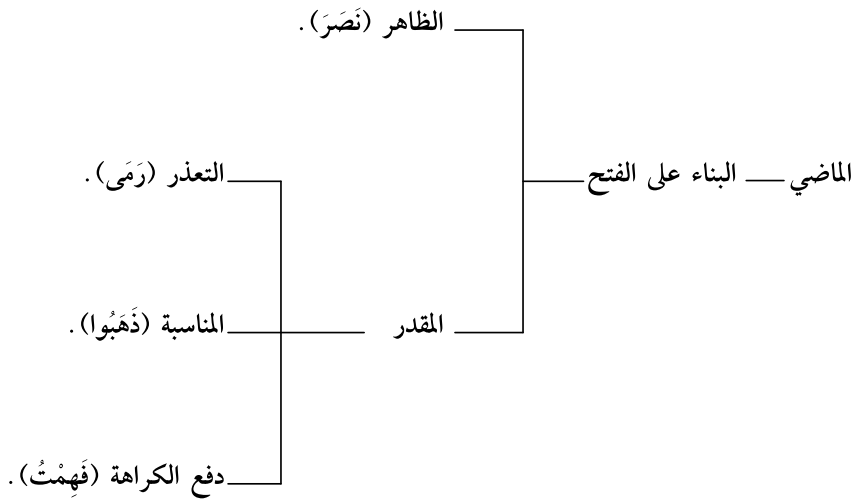 الظاهر (نَصَرَ).
الماضي البناء على الفتح
التعذر (رَمَى).
المقدر
المناسبة (ذَهَبُوا).
دفع الكراهة (فَهِمْتُ).